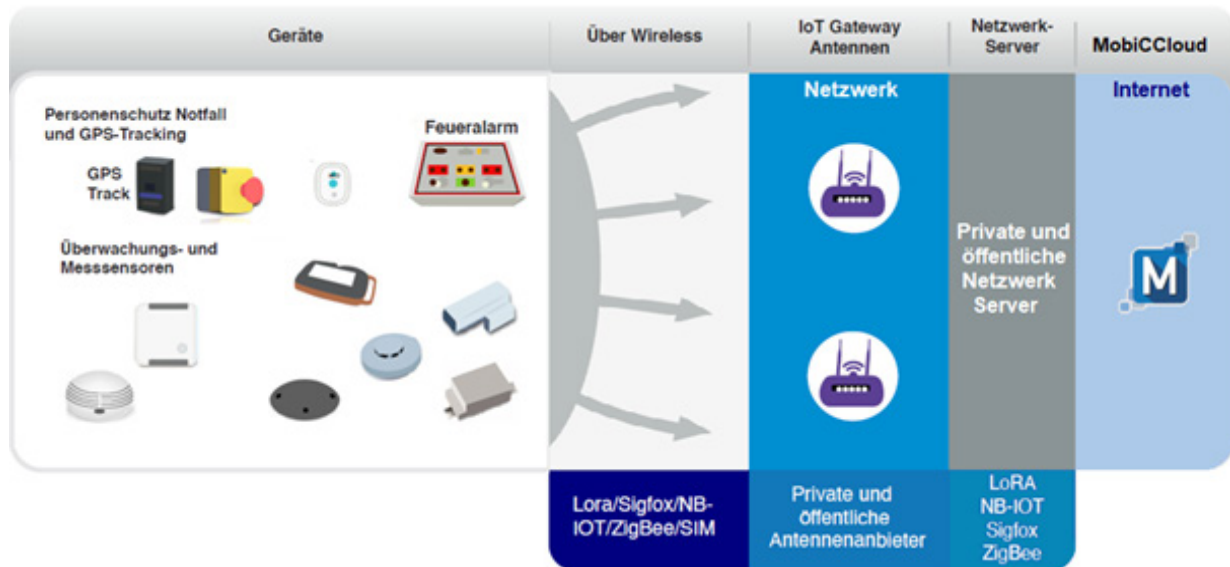 Geräte
Über Wireless
IoT Gateway
Antennen
Netzwerk-
Server
MobiCCloud
Personenschutz Notfall
und GPS-Tracking
GPS
Track
Feueralarm
Überwachungs- und
Messsensoren
Netzwerk
Private und
öffentliche
Netzwerk
Server
Internet
M
Lora/Sigfox/NB-
IOT/ZigBee/SIM
Private und
öffentliche
Antennenanbieter
LoRA
NB-IOT
Sigfox
ZigBee